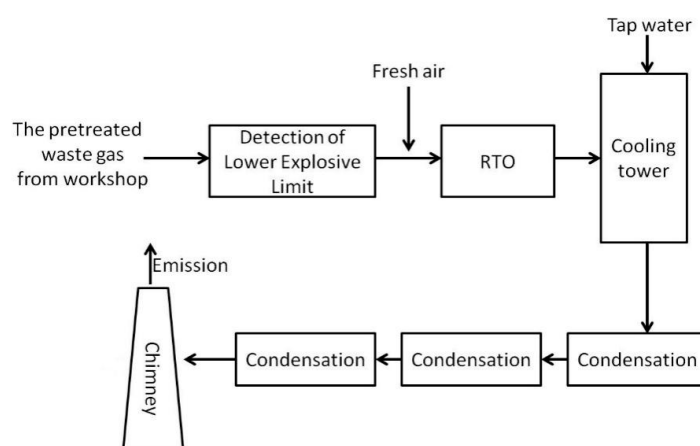 Tap water
Fresh air
The pretreated
waste gas
from workshop
Detection of
Lower Explosive
Limit
RTO
Cooling
tower
Emission
Chimney
Condensation
Condensation
Condensation